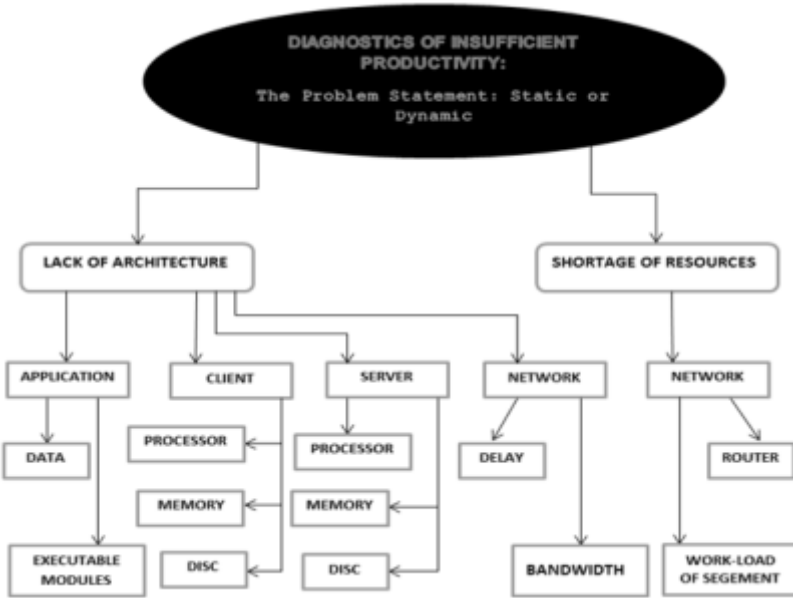 DIAGNOSTICS OF INSUFFICIENT
PRODUCTIVITY:
The Problem Statement: Static or
Dynamic
LACK OF ARCHITECTURE
SHORTAGE OF RESOURCES
APPLICATION
CLIENT
SERVER
NETWORK
NETWORK
DATA
PROCESSOR
PROCESSOR
DELAY
ROUTER
MEMORY
MEMORY
EXECUTABLE
MODULES
DISC
DISC
BANDWIDTH
WORK-LOAD
OF SEGEMENT